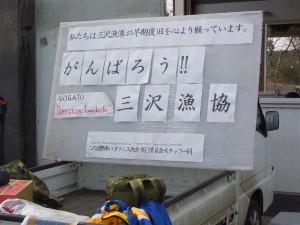 私たちは三沢漁港の早期復旧を心より願っています。
がんばろう!!
ARIGATO
Operation Tomodachi
三沢漁協